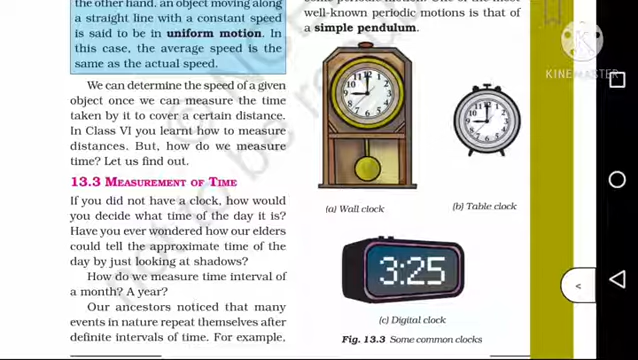 the other hand, an object moving along
a straight line with a constant speed
is said to be in uniform motion. In
this case, the average speed is the
same as the actual speed.
We can determine the speed of a given
object once we can measure the time
taken by it to cover a certain distance.
In Class VI you learnt how to measure
distances. But, how do we measure
time? Let us find out.
13.3 MEASUREMENT OF TIME
If you did not have a clock, how would
you decide what time of the day it is?
Have you ever wondered how our elders
could tell the approximate time of the
day by just looking at shadows?
How do we measure time interval of
a month? A year?
Our ancestors noticed that many
events in nature repeat themselves after
definite intervals of time. For example,
some periodic motion. One of the most
well-known periodic motions is that of
a simple pendulum.
(a) Wall clock
(b) Table clock
3:25
(c) Digital clock
Fig. 13.3 Some common clocks
KINEMASTER